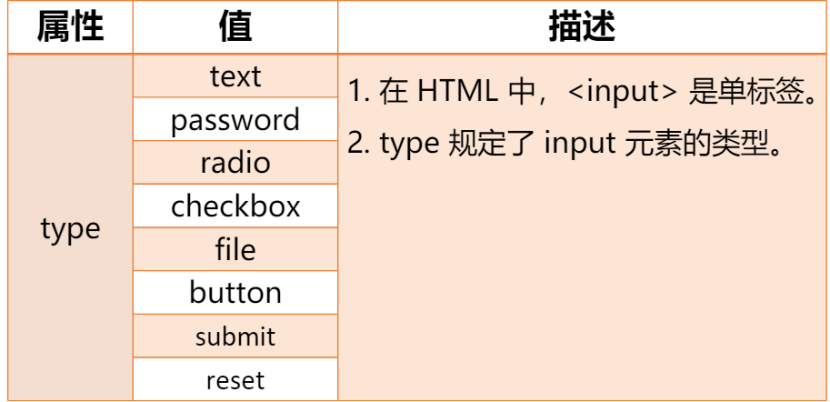 属性 值 描述
type
text
password
radio
checkbox
file
button
submit
reset
1. 在 HTML 中，<input> 是单标签。
2. type 规定了 input 元素的类型。